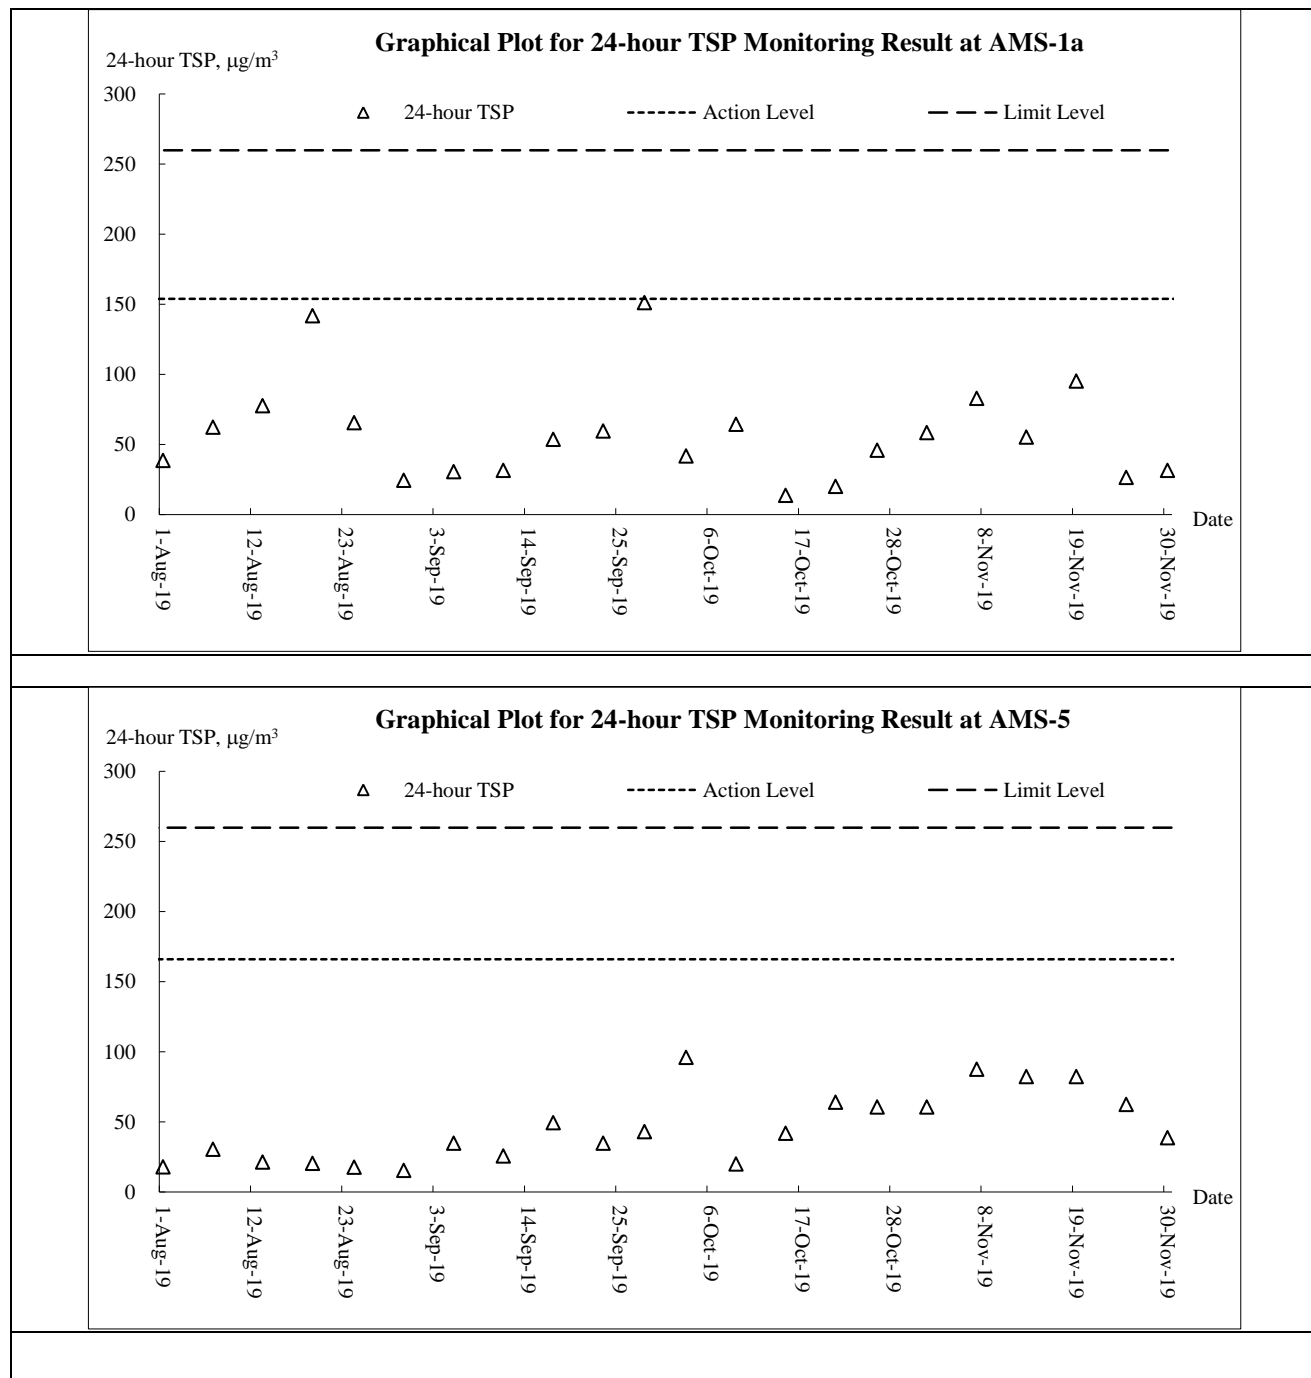 Graphical Plot for 24-hour TSP Monitoring Result at AMS-1a
24-hour TSP, μg/m³
300
24-hour TSP
Action Level
Limit Level
250
200
150
100
50
0
Date
1-Aug-19
12-Aug-19
23-Aug-19
3-Sep-19
14-Sep-19
25-Sep-19
6-Oct-19
17-Oct-19
28-Oct-19
8-Nov-19
19-Nov-19
30-Nov-19
Graphical Plot for 24-hour TSP Monitoring Result at AMS-5
24-hour TSP, μg/m³
300
24-hour TSP
Action Level
Limit Level
250
200
150
100
50
0
Date
1-Aug-19
12-Aug-19
23-Aug-19
3-Sep-19
14-Sep-19
25-Sep-19
6-Oct-19
17-Oct-19
28-Oct-19
8-Nov-19
19-Nov-19
30-Nov-19